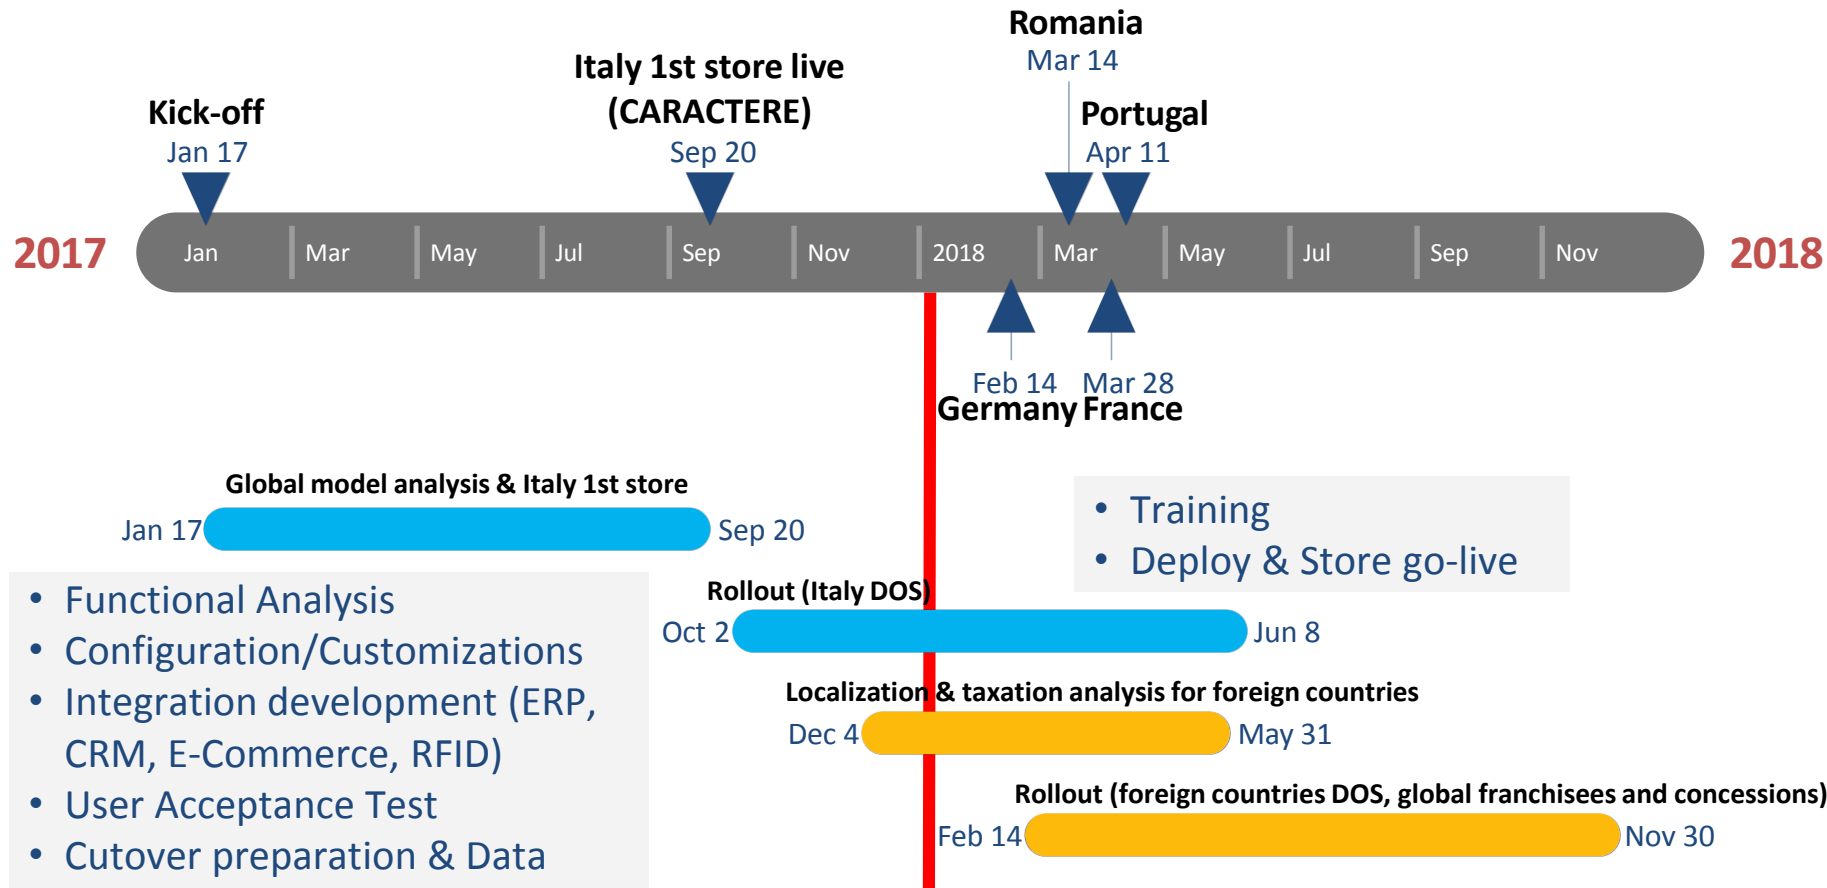 Romania
Mar 14
Italy 1st store live
(CARACTERE)
Sep 20
Kick-off
Jan 17
Portugal
Apr 11
2017
Jan
Mar
May
Jul
Sep
Nov
2018
Mar
May
Jul
Sep
Nov
2018
Feb 14
Germany
Mar 28
France
Global model analysis & Italy 1st store
Jan 17
Sep 20
• Training
• Deploy & Store go-live
• Functional Analysis
• Configuration/Customizations
• Integration development (ERP,
CRM, E-Commerce, RFID)
• User Acceptance Test
• Cutover preparation & Data
Rollout (Italy DOS)
Oct 2
Jun 8
Localization & taxation analysis for foreign countries
Dec 4
May 31
Rollout (foreign countries DOS, global franchisees and concessions)
Feb 14
Nov 30